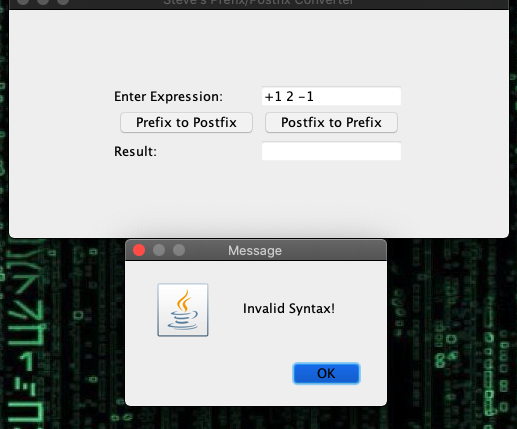 Steve's Prefix/Postfix Converter
Enter Expression: +1 2 -1
Prefix to Postfix Postfix to Prefix
Result:
Message
Invalid Syntax!
OK